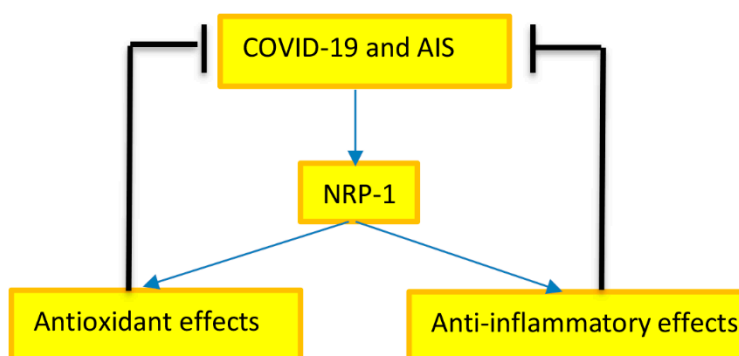 COVID-19 and AIS
NRP-1
Antioxidant effects
Anti-inflammatory effects